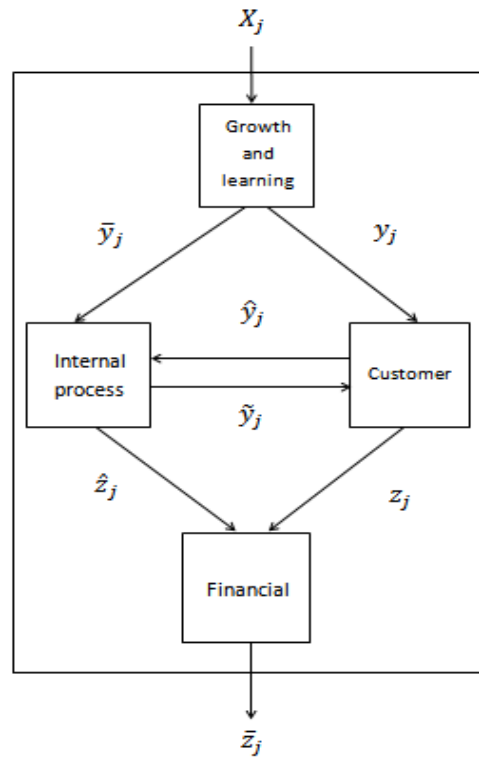 X_j
Growth
and
learning
ȳ_j
y_j
ŷ_j
Internal
process
Customer
ỹ_j
ẑ_j
z_j
Financial
z̄_j